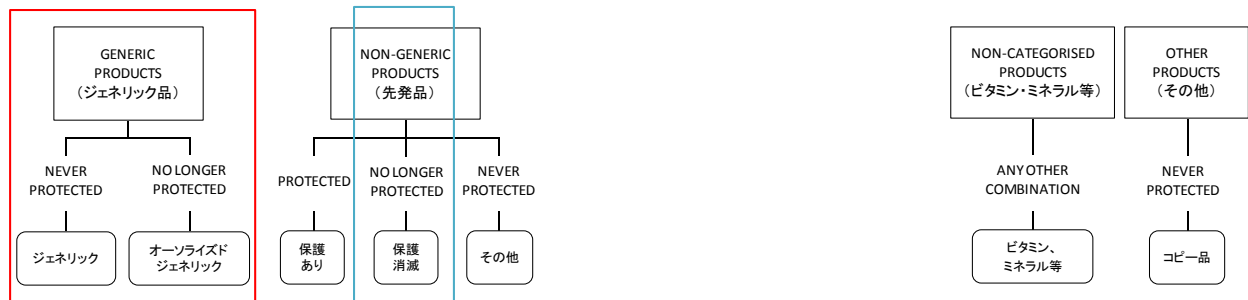 GENERIC
PRODUCTS
（ジェネリック品）
NEVER
PROTECTED
NO LONGER
PROTECTED
ジェネリック
オーソライズド
ジェネリック
NON-GENERIC
PRODUCTS
（先発品）
PROTECTED
NO LONGER
PROTECTED
NEVER
PROTECTED
保護
あり
保護
消滅
その他
NON-CATEGORISED
PRODUCTS
（ビタミン・ミネラル等）
ANY OTHER
COMBINATION
ビタミン、
ミネラル等
OTHER
PRODUCTS
（その他）
NEVER
PROTECTED
コピー品